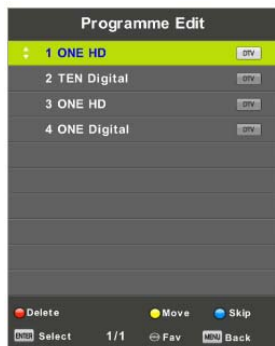 Programme Edit
1 ONE HD DTV
2 TEN Digital DTV
3 ONE HD DTV
4 ONE Digital DTV
Delete Move Skip
ENTER Select 1/1 Fav MENU Back